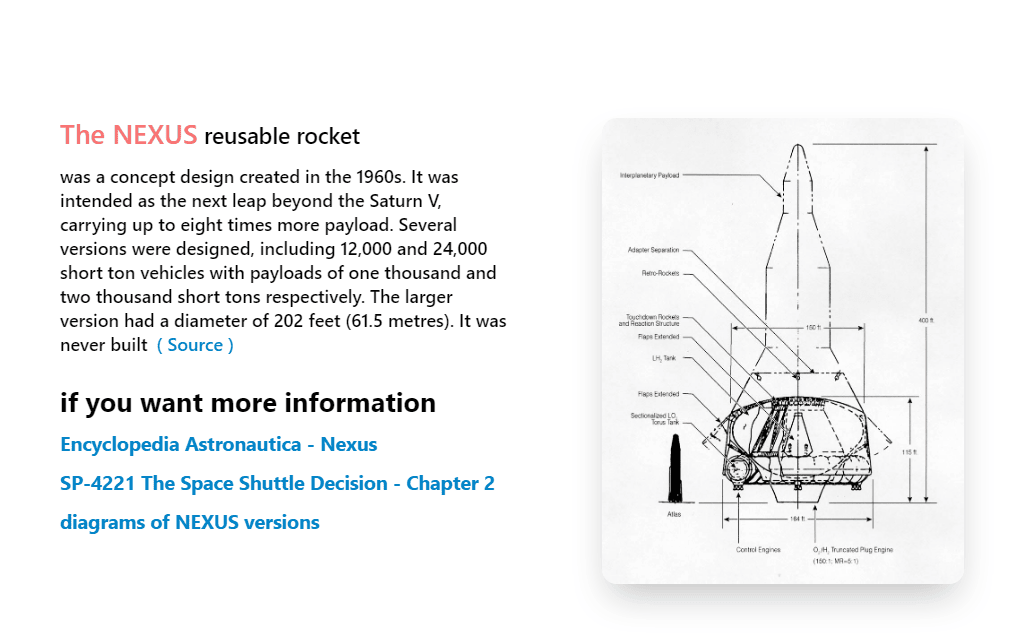 The NEXUS reusable rocket
was a concept design created in the 1960s. It was
intended as the next leap beyond the Saturn V,
carrying up to eight times more payload. Several
versions were designed, including 12,000 and 24,000
short ton vehicles with payloads of one thousand and
two thousand short tons respectively. The larger
version had a diameter of 202 feet (61.5 metres). It was
never built ( Source )
if you want more information
Encyclopedia Astronautica - Nexus
SP-4221 The Space Shuttle Decision - Chapter 2
diagrams of NEXUS versions
Interplanetary Payload
Adapter Separation
Retro-Rockets
Touchdown Rockets
and Reaction Structure
Flaps Extended
LH₂ Tank
Flaps Extended
Sectionalized LO₂
Torus Tank
Atlas
150 ft
400 ft
115 ft
164 ft
Control Engines
O₂/H₂ Truncated Plug Engine
(150:1; MR=5:1)